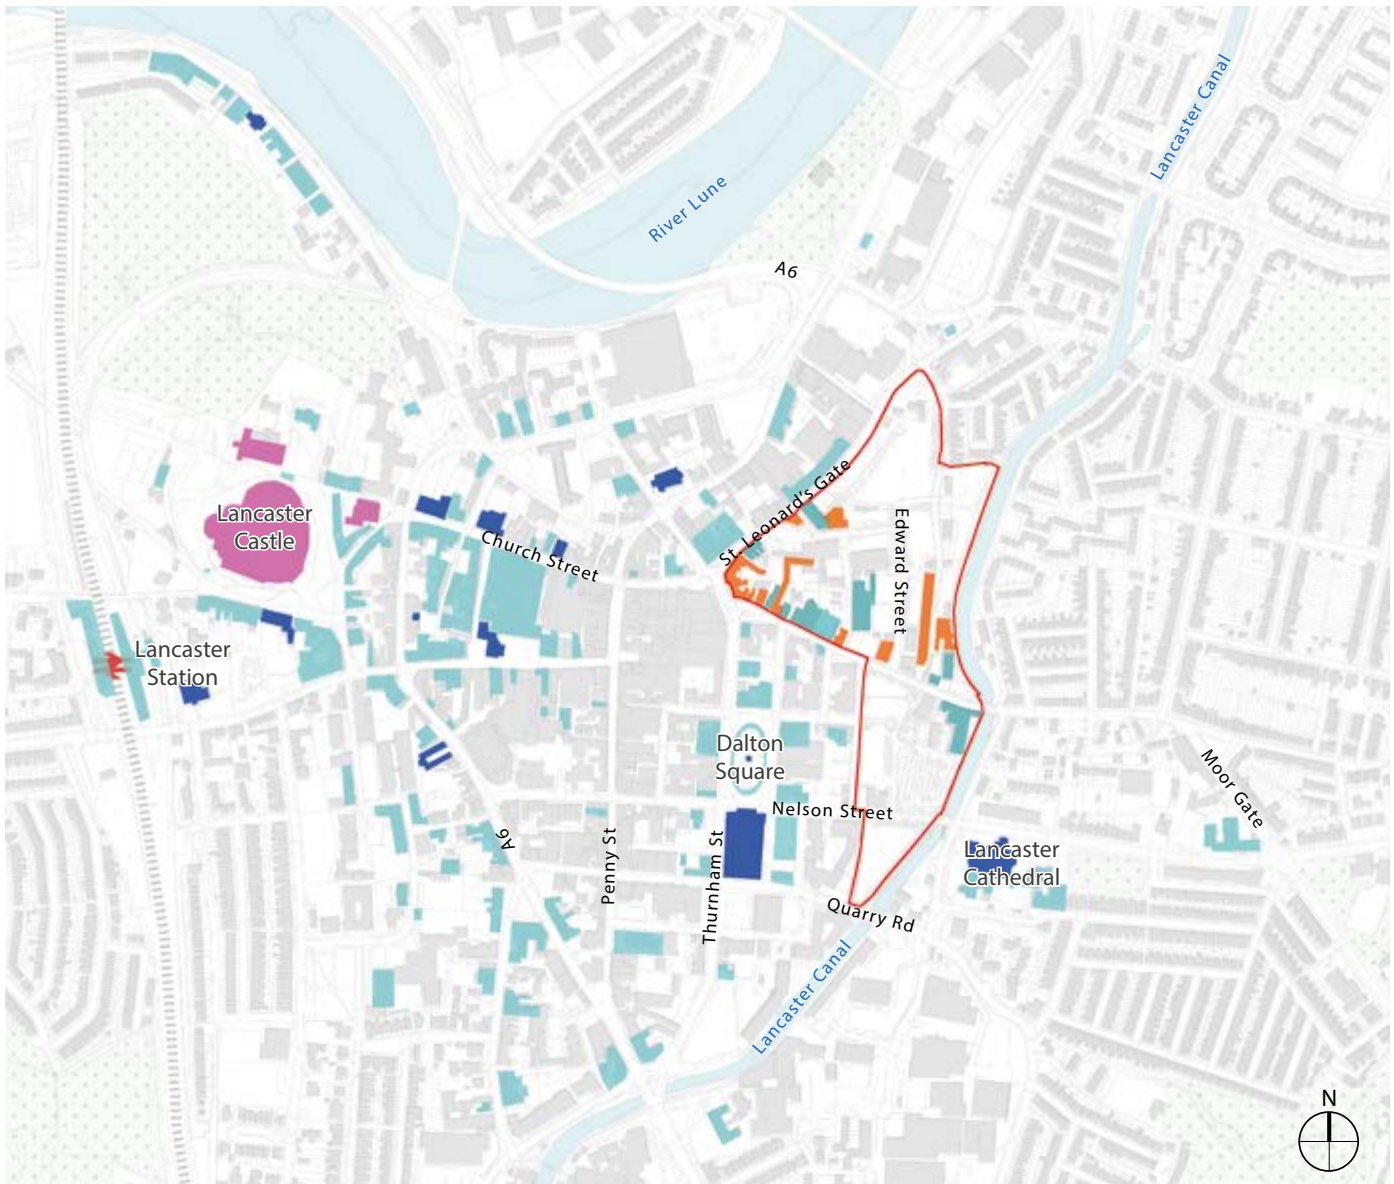 Lancaster Canal
River Lune
A6
St. Leonard's Gate
Lancaster
Castle
Edward Street
Church Street
Lancaster
Station
Dalton
Square
Moor Gate
Nelson Street
A6
Penny St
Thurnham St
Lancaster
Cathedral
Quarry Rd
Lancaster Canal
N